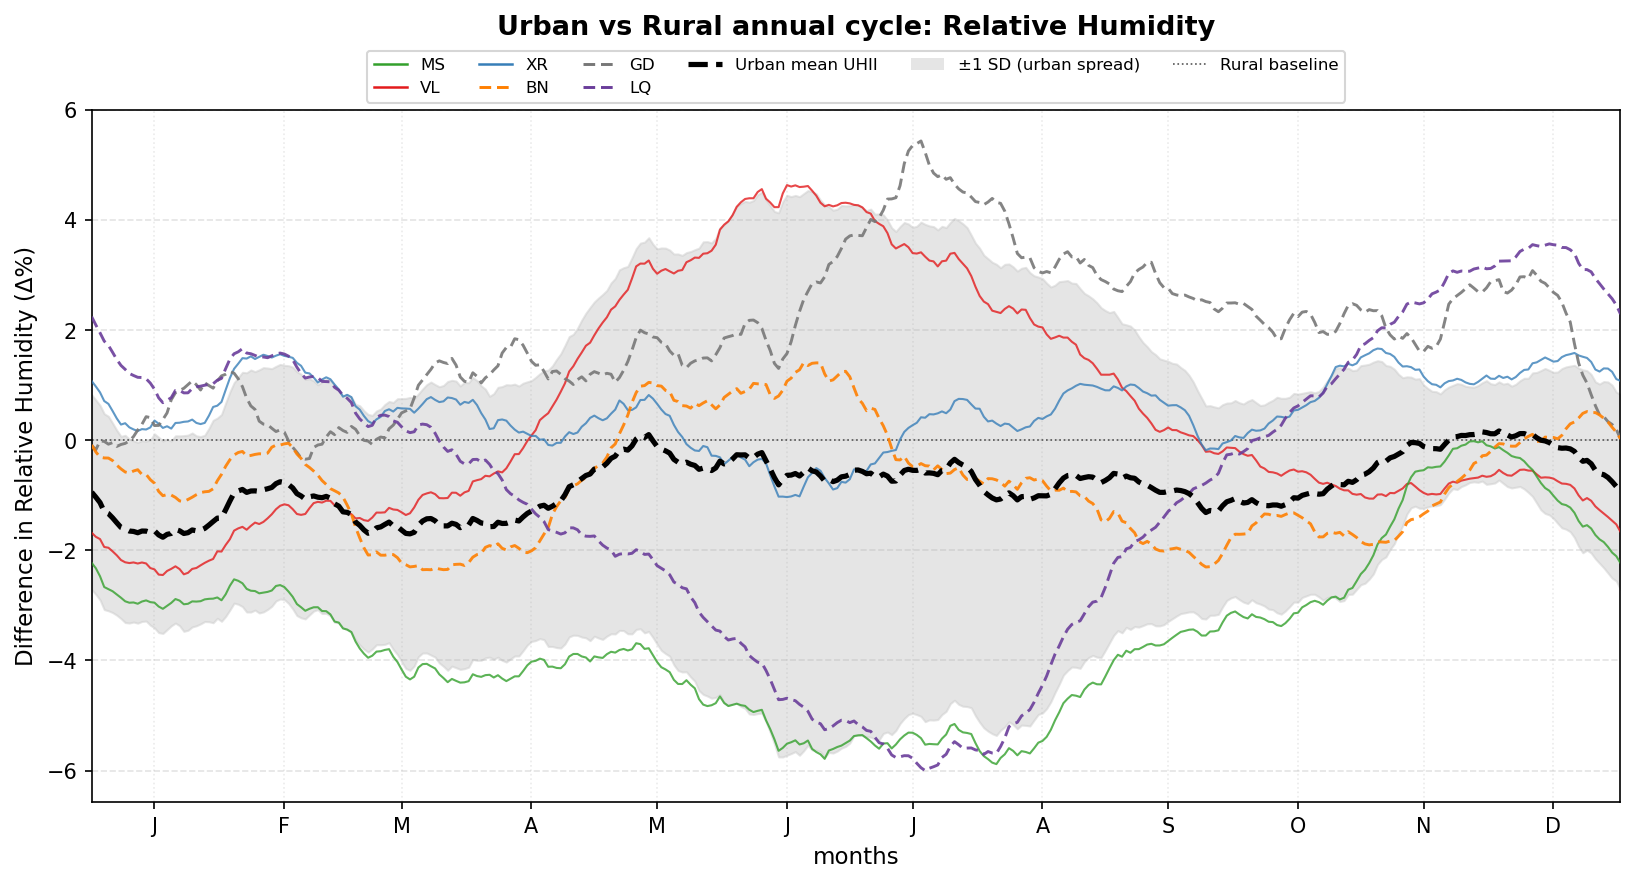 Urban vs Rural annual cycle: Relative Humidity
MS XR GD Urban mean UHII ±1 SD (urban spread) Rural baseline
VL BN LQ
Difference in Relative Humidity (Δ%)
6
4
2
0
−2
−4
−6
J F M A M J J A S O N D
months